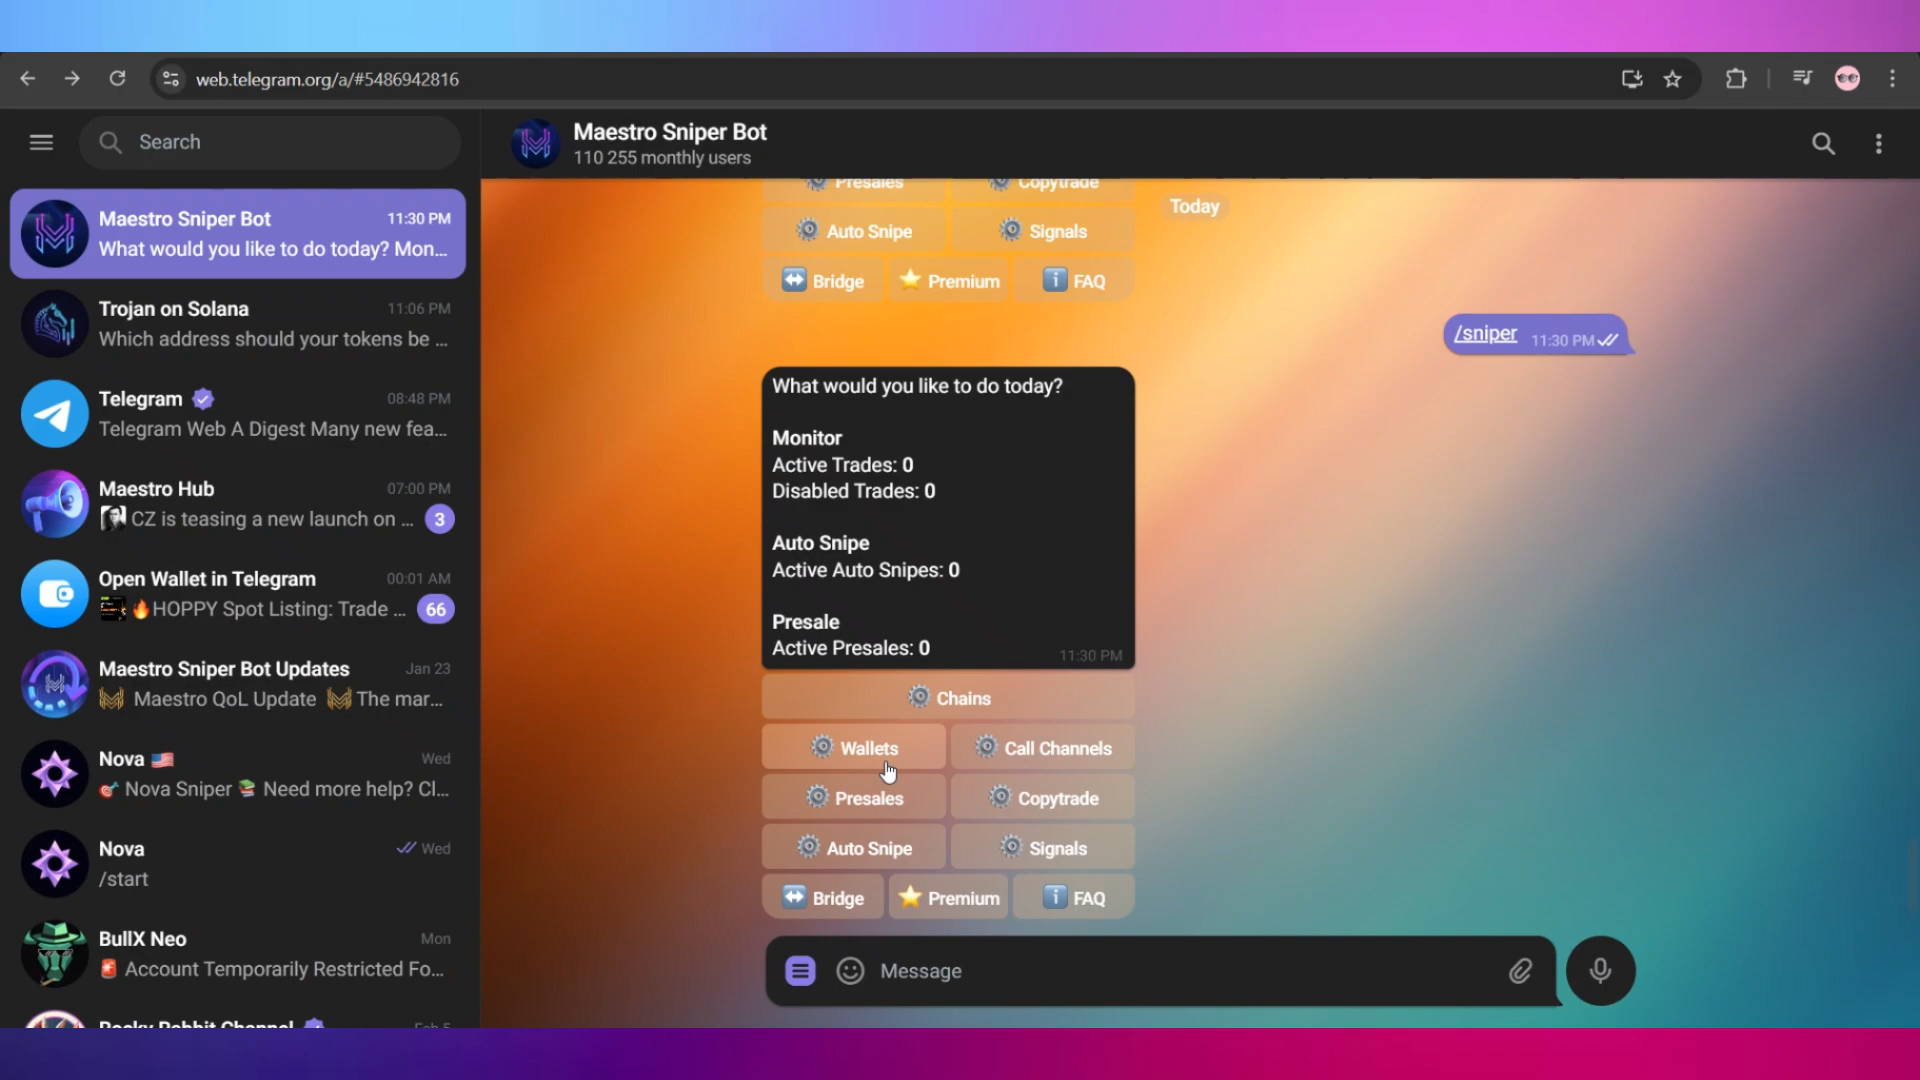 web.telegram.org/a/#5486942816
Search
Maestro Sniper Bot
110 255 monthly users
Maestro Sniper Bot 11:30 PM
What would you like to do today? Mon...
Trojan on Solana 11:06 PM
Which address should your tokens be ...
Telegram 08:48 PM
Telegram Web A Digest Many new fea...
Maestro Hub 07:00 PM
CZ is teasing a new launch on ... 3
Open Wallet in Telegram 00:01 AM
🔥HOPPY Spot Listing: Trade ... 66
Maestro Sniper Bot Updates Jan 23
Maestro QoL Update The mar...
Nova 🇺🇸 Wed
🎯 Nova Sniper 📚 Need more help? Cl...
Nova Wed
/start
BullX Neo Mon
🚨 Account Temporarily Restricted Fo...
Rocky Rabbit Channel Feb 5
Presales Copytrade
Today
Auto Snipe Signals
Bridge Premium FAQ
/sniper 11:30 PM
What would you like to do today?
Monitor
Active Trades: 0
Disabled Trades: 0
Auto Snipe
Active Auto Snipes: 0
Presale
Active Presales: 0
11:30 PM
Chains
Wallets Call Channels
Presales Copytrade
Auto Snipe Signals
Bridge Premium FAQ
Message